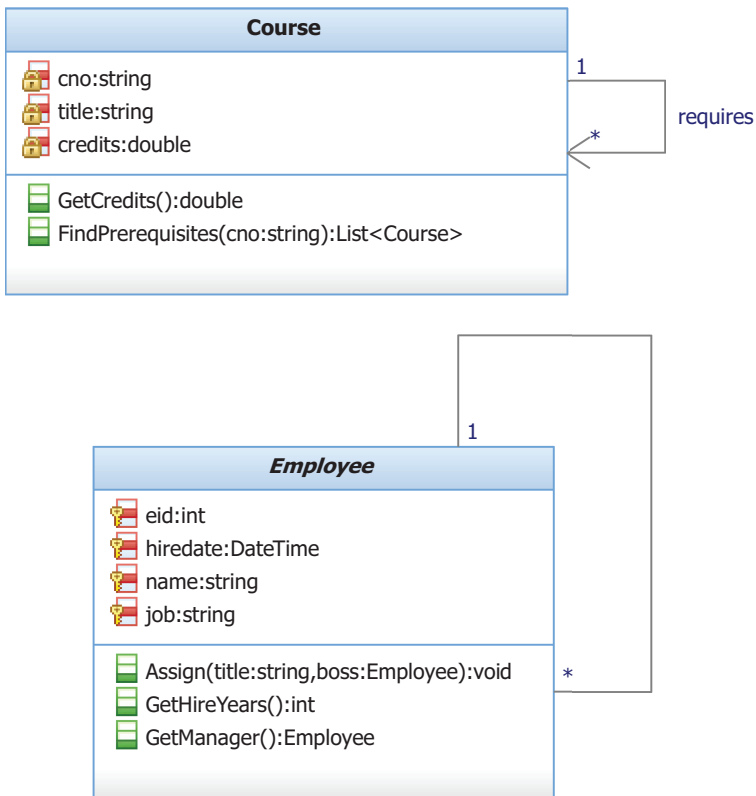 Course
cno:string
title:string
credits:double
GetCredits():double
FindPrerequisites(cno:string):List<Course>
1
requires
*
1
Employee
eid:int
hiredate:DateTime
name:string
job:string
Assign(title:string,boss:Employee):void
GetHireYears():int
GetManager():Employee
*